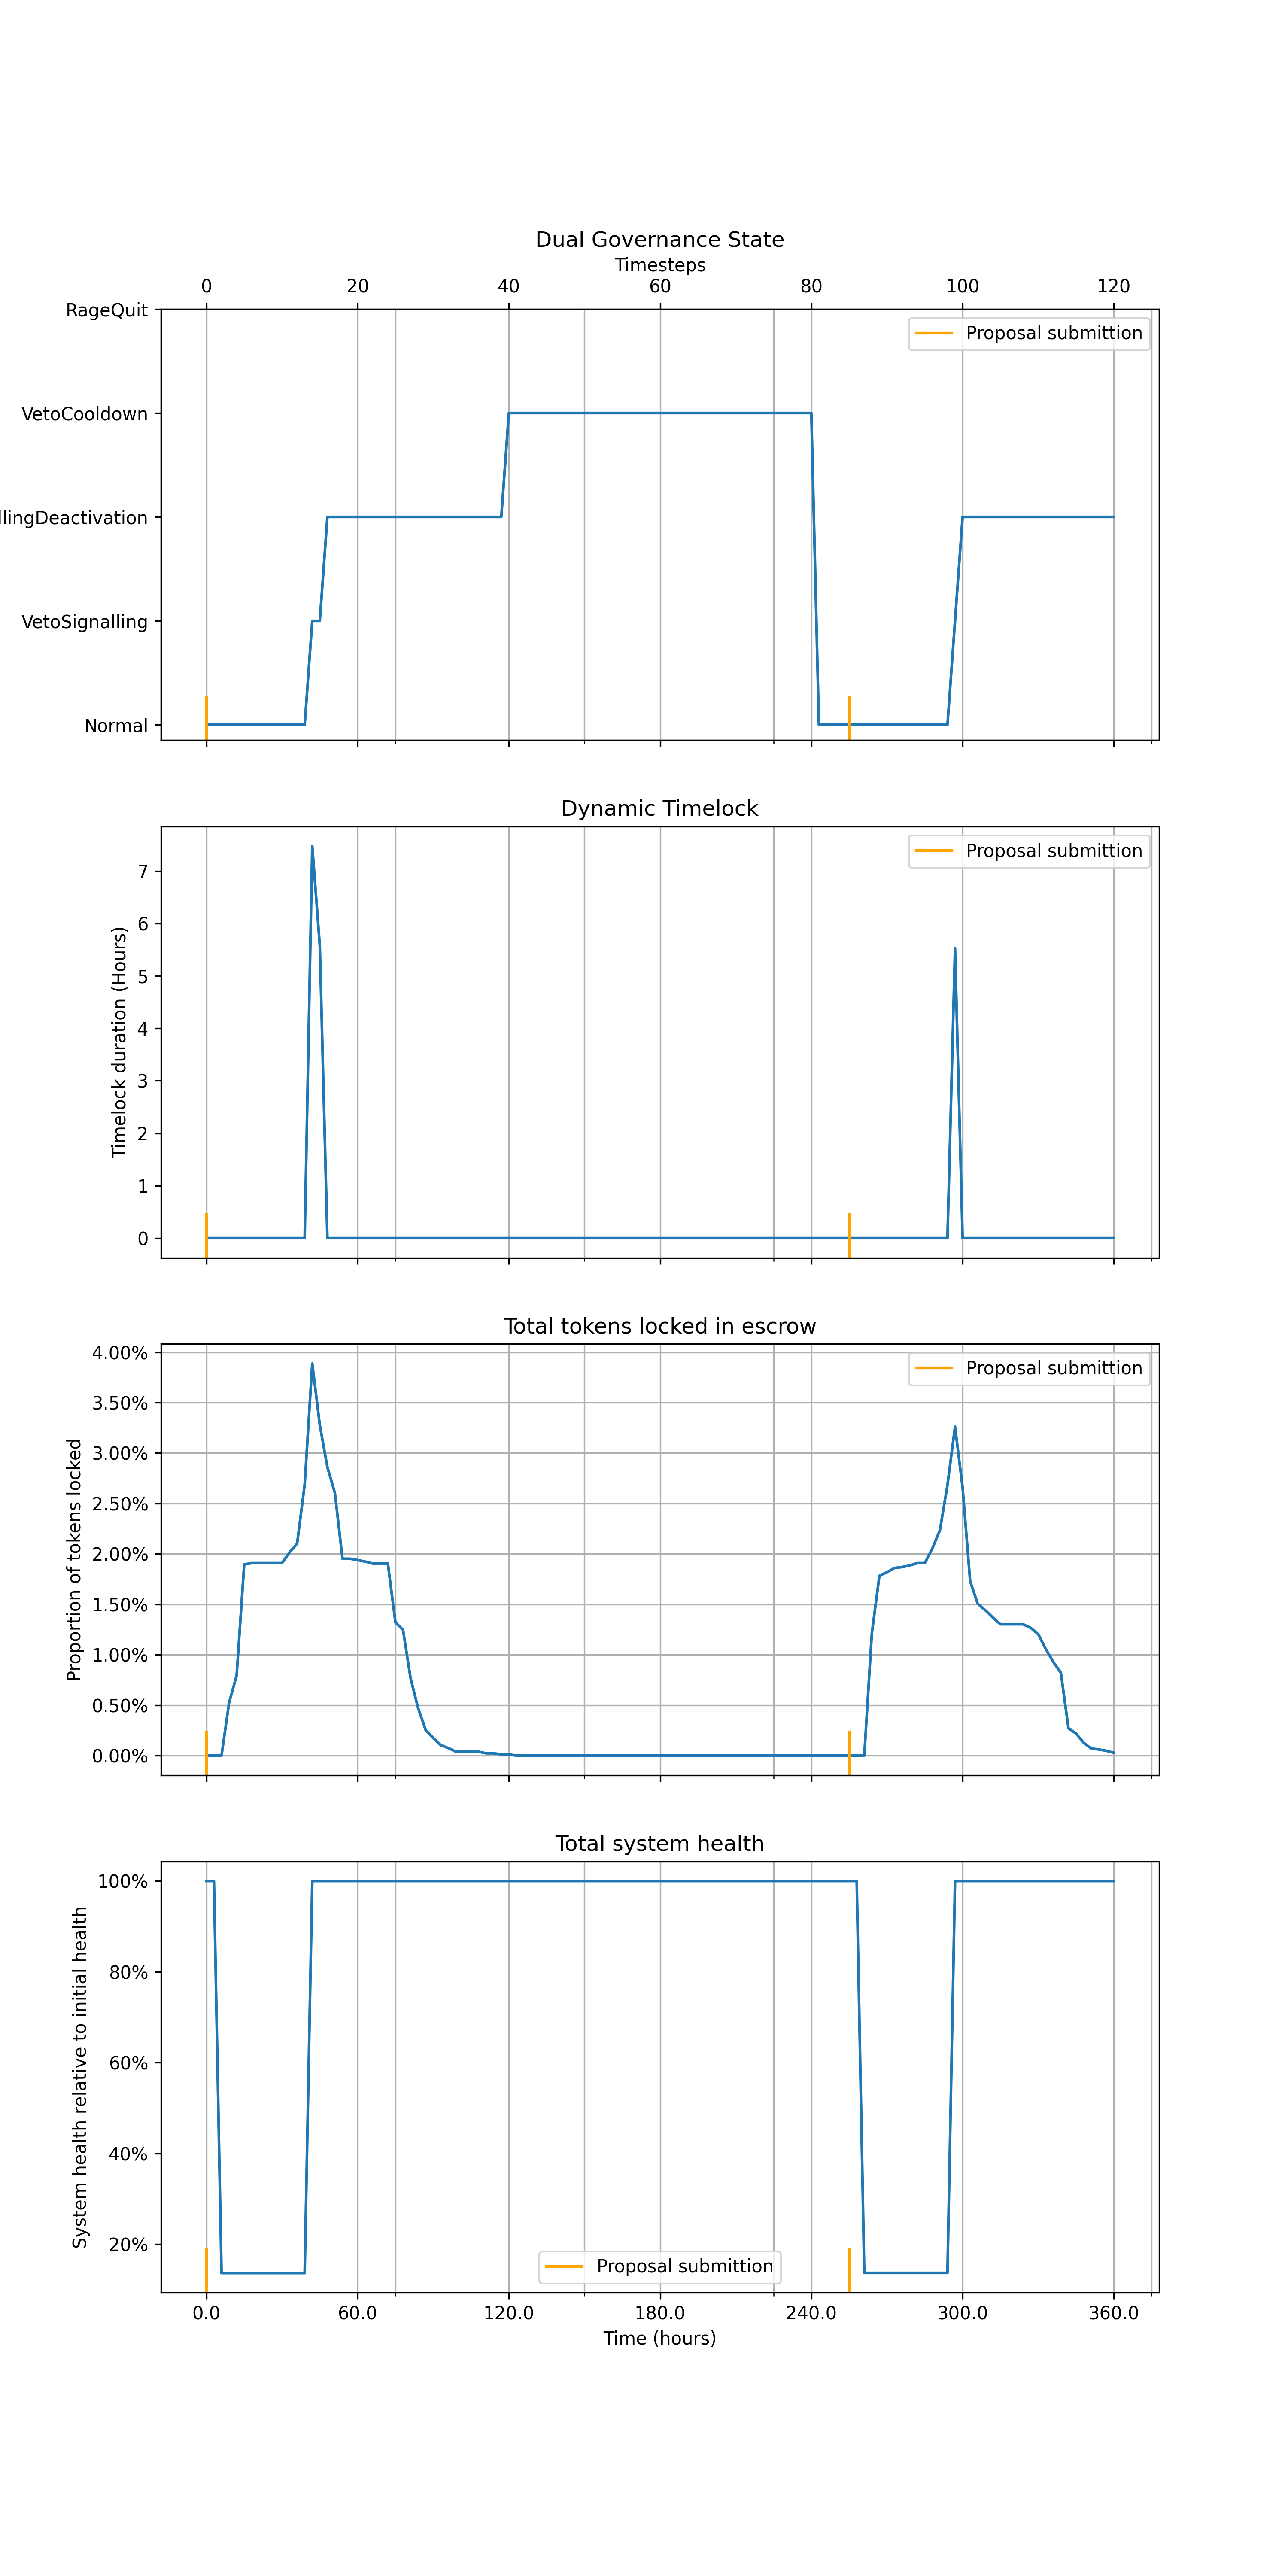 Dual Governance State
Timesteps
0 20 40 60 80 100 120
RageQuit
Proposal submittion
VetoCooldown
llingDeactivation
VetoSignalling
Normal
Dynamic Timelock
Proposal submittion
Timelock duration (Hours)
7
6
5
4
3
2
1
0
Total tokens locked in escrow
Proposal submittion
Proportion of tokens locked
4.00%
3.50%
3.00%
2.50%
2.00%
1.50%
1.00%
0.50%
0.00%
Total system health
System health relative to initial health
100%
80%
60%
40%
20%
Proposal submittion
0.0 60.0 120.0 180.0 240.0 300.0 360.0
Time (hours)